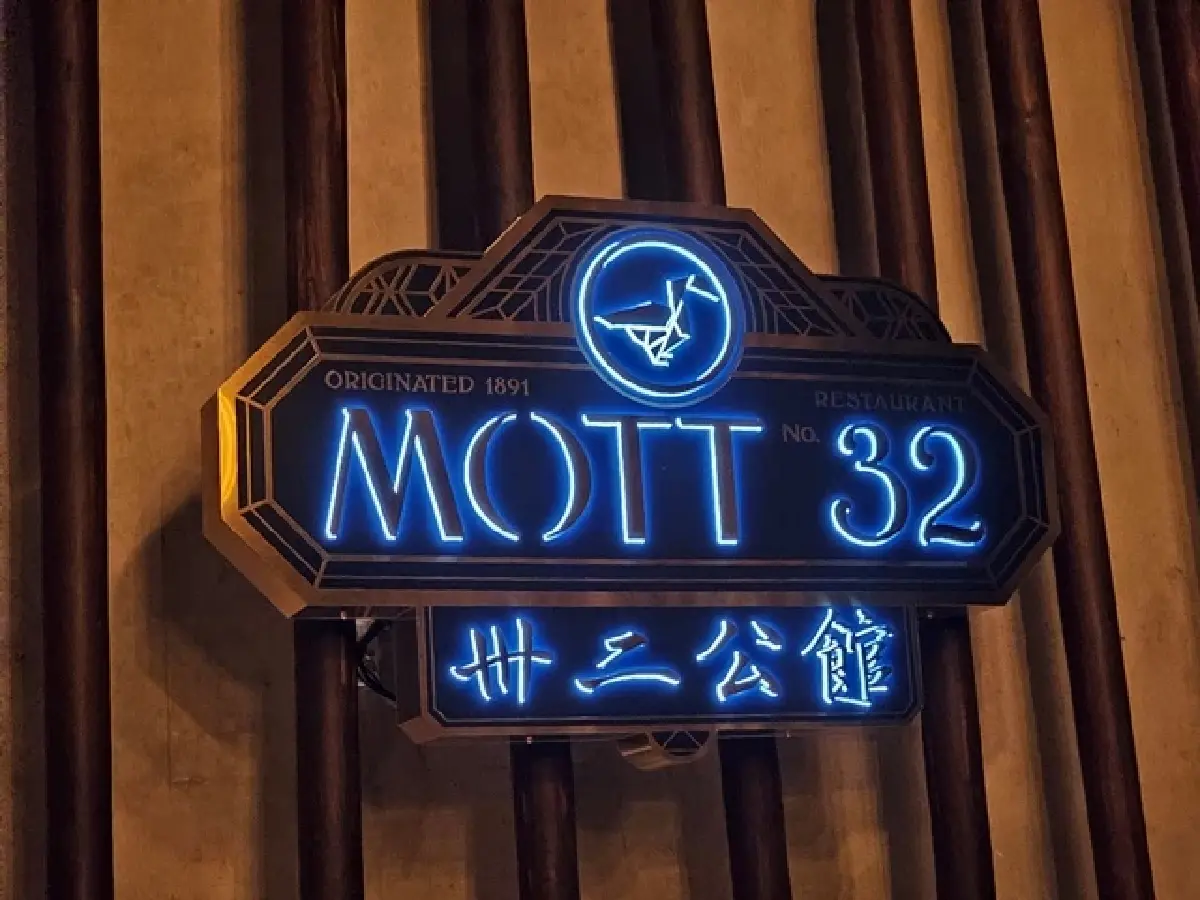 ORIGINATED 1891
RESTAURANT
MOTT No. 32
卅二公館